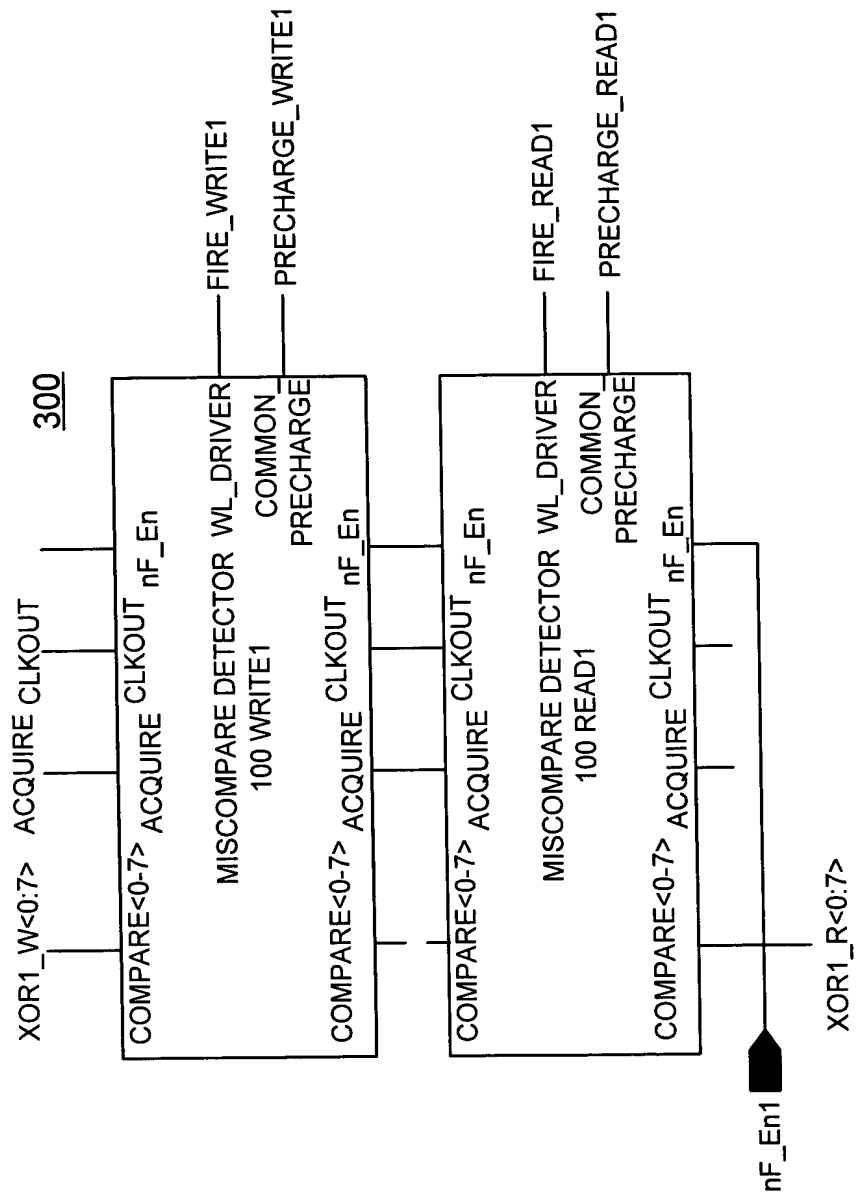 300
XOR1_W<0:7>
ACQUIRE
CLKOUT
COMPARE<0-7>
ACQUIRE
CLKOUT
nF_En
MISCOMPARE DETECTOR
100 WRITE1
WL_DRIVER
FIRE_WRITE1
COMMON_
PRECHARGE
PRECHARGE_WRITE1
COMPARE<0-7>
ACQUIRE
CLKOUT
nF_En
COMPARE<0-7>
ACQUIRE
CLKOUT
nF_En
MISCOMPARE DETECTOR
100 READ1
WL_DRIVER
FIRE_READ1
COMMON_
PRECHARGE
PRECHARGE_READ1
COMPARE<0-7>
ACQUIRE
CLKOUT
nF_En
nF_En1
XOR1_R<0:7>